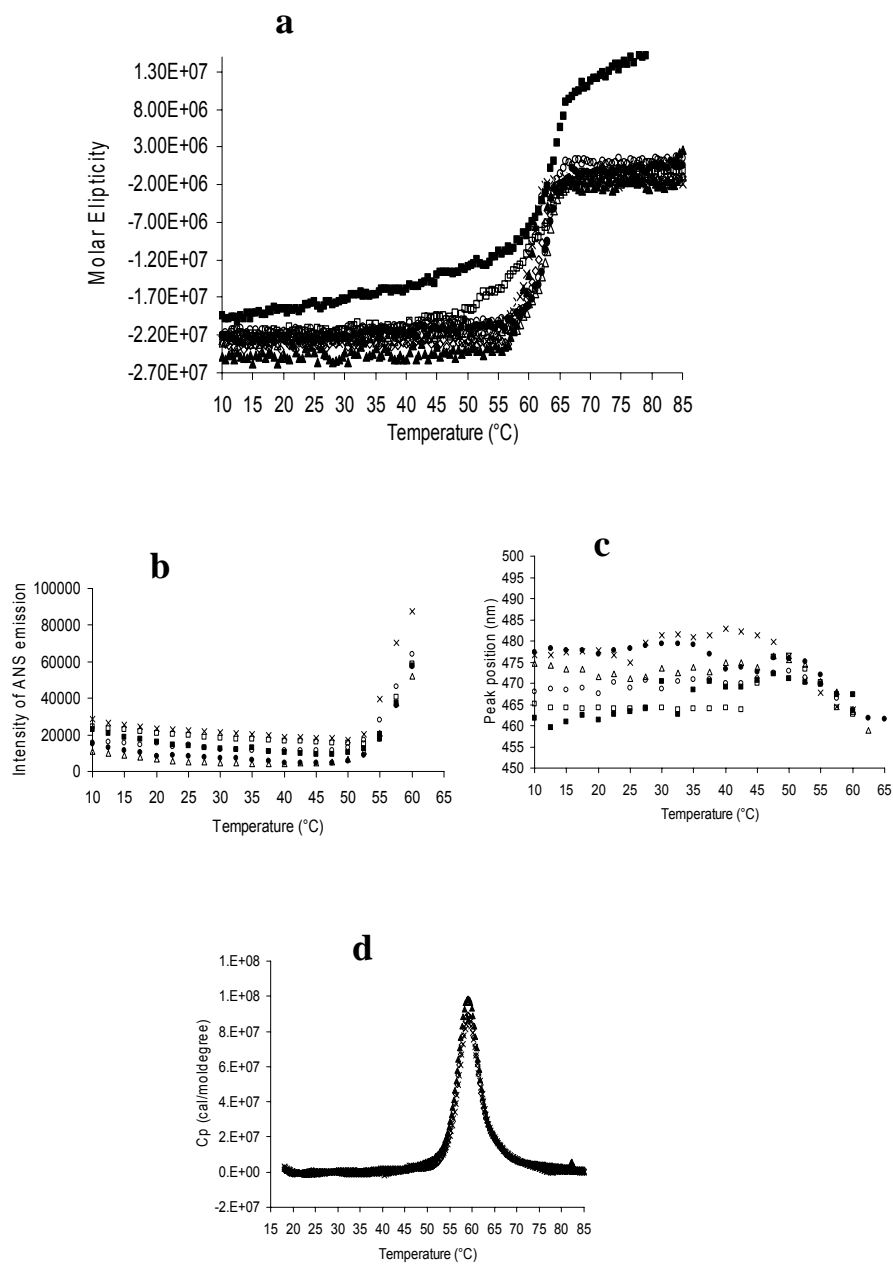 a
Molar Elipticity
1.30E+07
8.00E+06
3.00E+06
-2.00E+06
-7.00E+06
-1.20E+07
-1.70E+07
-2.20E+07
-2.70E+07
10 15 20 25 30 35 40 45 50 55 60 65 70 75 80 85
Temperature (°C)
b
Intensity of ANS emission
100000
80000
60000
40000
20000
0
10 15 20 25 30 35 40 45 50 55 60 65
Temperature (°C)
c
Peak position (nm)
500
495
490
485
480
475
470
465
460
455
450
10 15 20 25 30 35 40 45 50 55 60 65
Temperature (°C)
d
Cp (cal/moldegree)
1.E+08
1.E+08
8.E+07
6.E+07
4.E+07
2.E+07
0.E+00
-2.E+07
15 20 25 30 35 40 45 50 55 60 65 70 75 80 85
Temperature (°C)